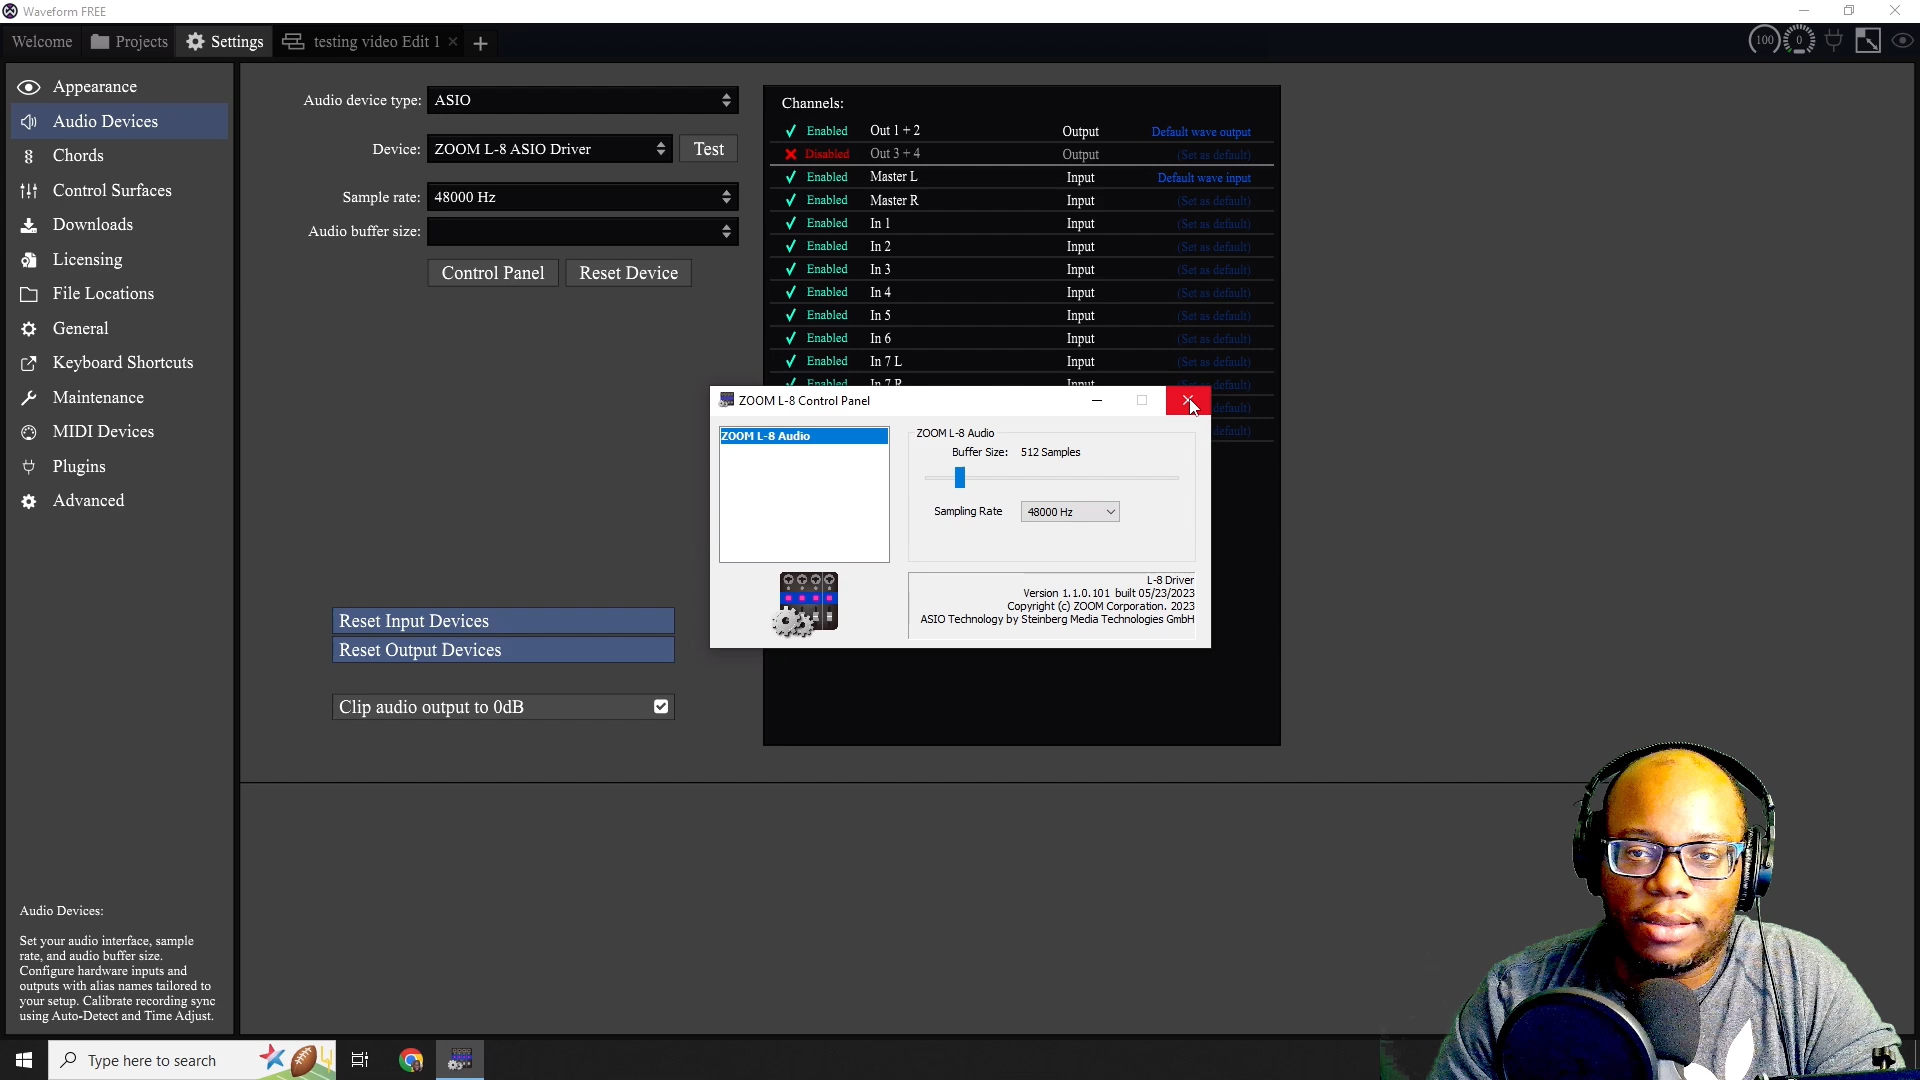 Waveform FREE
Welcome
Projects
Settings
testing video Edit 1
100
0
Appearance
Audio Devices
Chords
Control Surfaces
Downloads
Licensing
File Locations
General
Keyboard Shortcuts
Maintenance
MIDI Devices
Plugins
Advanced
Audio device type: ASIO
Device: ZOOM L-8 ASIO Driver Test
Sample rate: 48000 Hz
Audio buffer size:
Control Panel Reset Device
Channels:
Enabled Out 1 + 2 Output Default wave output
Disabled Out 3 + 4 Output (Set as default)
Enabled Master L Input Default wave input
Enabled Master R Input (Set as default)
Enabled In 1 Input (Set as default)
Enabled In 2 Input (Set as default)
Enabled In 3 Input (Set as default)
Enabled In 4 Input (Set as default)
Enabled In 5 Input (Set as default)
Enabled In 6 Input (Set as default)
Enabled In 7 L Input (Set as default)
Enabled In 7 R Input (Set as default)
default)
default)
ZOOM L-8 Control Panel
ZOOM L-8 Audio
ZOOM L-8 Audio
Buffer Size: 512 Samples
Sampling Rate 48000 Hz
L-8 Driver
Version 1.1.0.101 built 05/23/2023
Copyright (c) ZOOM Corporation. 2023
ASIO Technology by Steinberg Media Technologies GmbH
Reset Input Devices
Reset Output Devices
Clip audio output to 0dB
Audio Devices:
Set your audio interface, sample
rate, and audio buffer size.
Configure hardware inputs and
outputs with alias names tailored to
your setup. Calibrate recording sync
using Auto-Detect and Time Adjust.
Type here to search